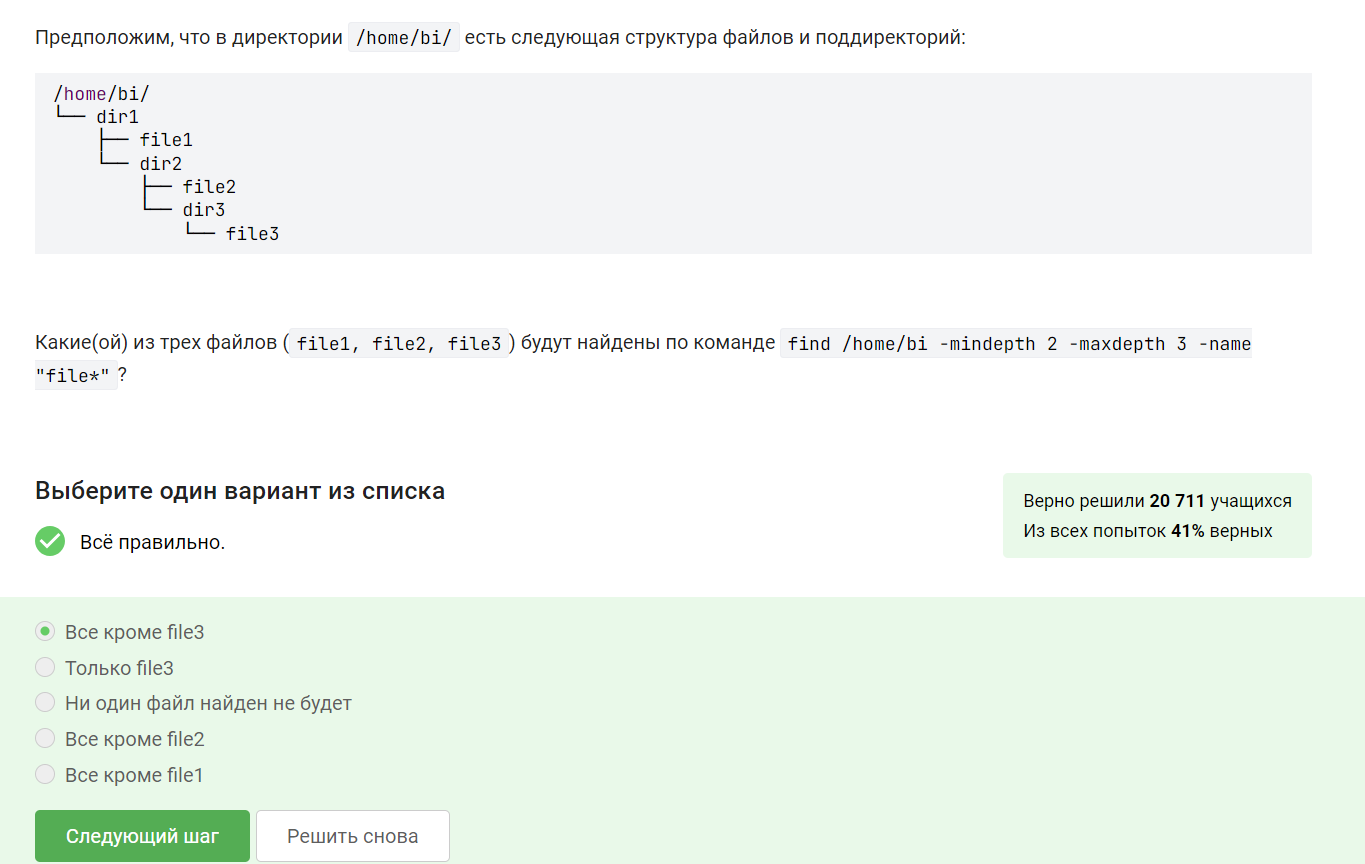 Предположим, что в директории /home/bi/ есть следующая структура файлов и поддиректорий:
/home/bi/
└── dir1
    ├── file1
    └── dir2
        ├── file2
        └── dir3
            └── file3
Какие(ой) из трех файлов ( file1, file2, file3 ) будут найдены по команде find /home/bi -mindepth 2 -maxdepth 3 -name
"file*" ?
Выберите один вариант из списка
Верно решили 20 711 учащихся
Из всех попыток 41% верных
Всё правильно.
Все кроме file3
Только file3
Ни один файл найден не будет
Все кроме file2
Все кроме file1
Следующий шаг Решить снова